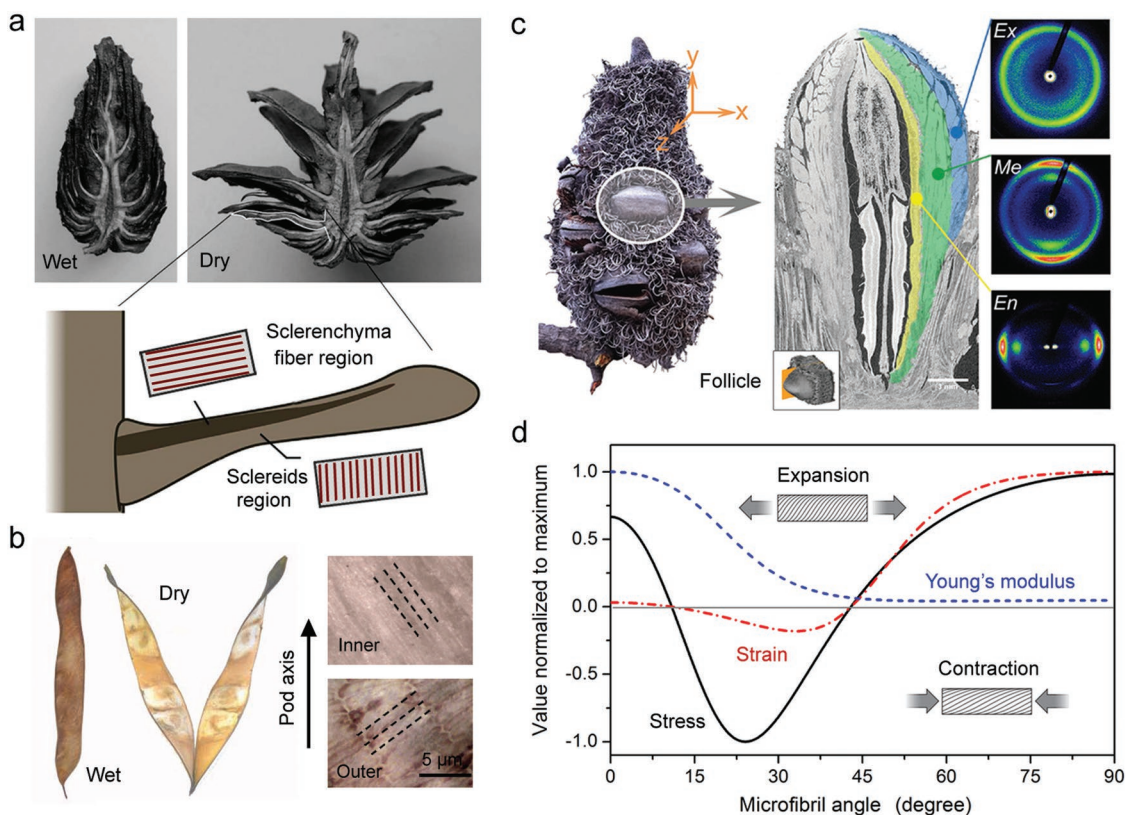 a
Wet
Dry
Sclerenchyma
fiber region
Sclereids
region
b
Dry
Wet
Pod axis
Inner
Outer
5 μm
c
y
x
z
Follicle
1 mm
Ex
Me
En
d
Value normalized to maximum
1.0
0.5
0.0
-0.5
-1.0
Expansion
Young's modulus
Strain
Stress
Contraction
0
15
30
45
60
75
90
Microfibril angle (degree)